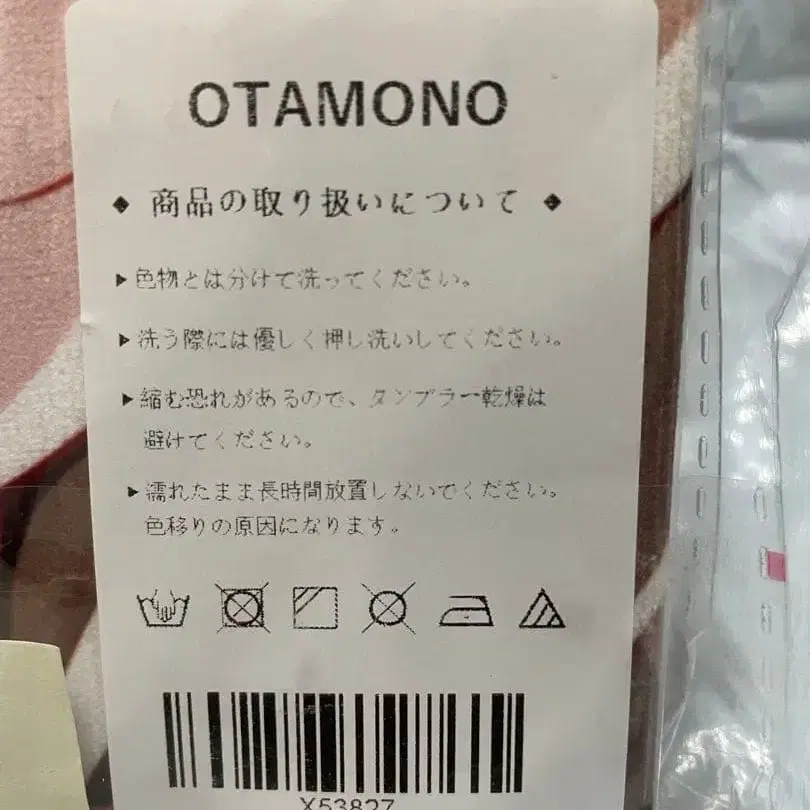 OTAMONO
◆ 商品の取り扱いについて ◆
▶色物とは分けて洗ってください。
▶洗う際には優しく押し洗いしてください。
▶縮む恐れがあるので、タンブラー乾燥は
避けてください。
▶濡れたまま長時間放置しないでください。
色移りの原因になります。
X53827